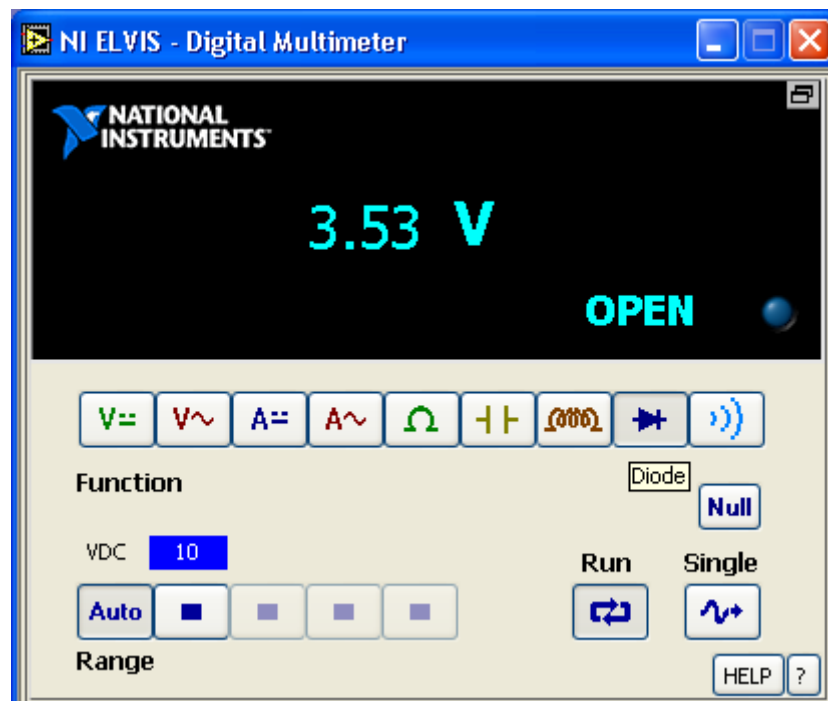 NI ELVIS - Digital Multimeter
NATIONAL
INSTRUMENTS
3.53 V
OPEN
V A A Ω
Function
Diode
Null
VDC 10
Run Single
Auto
Range
HELP ?